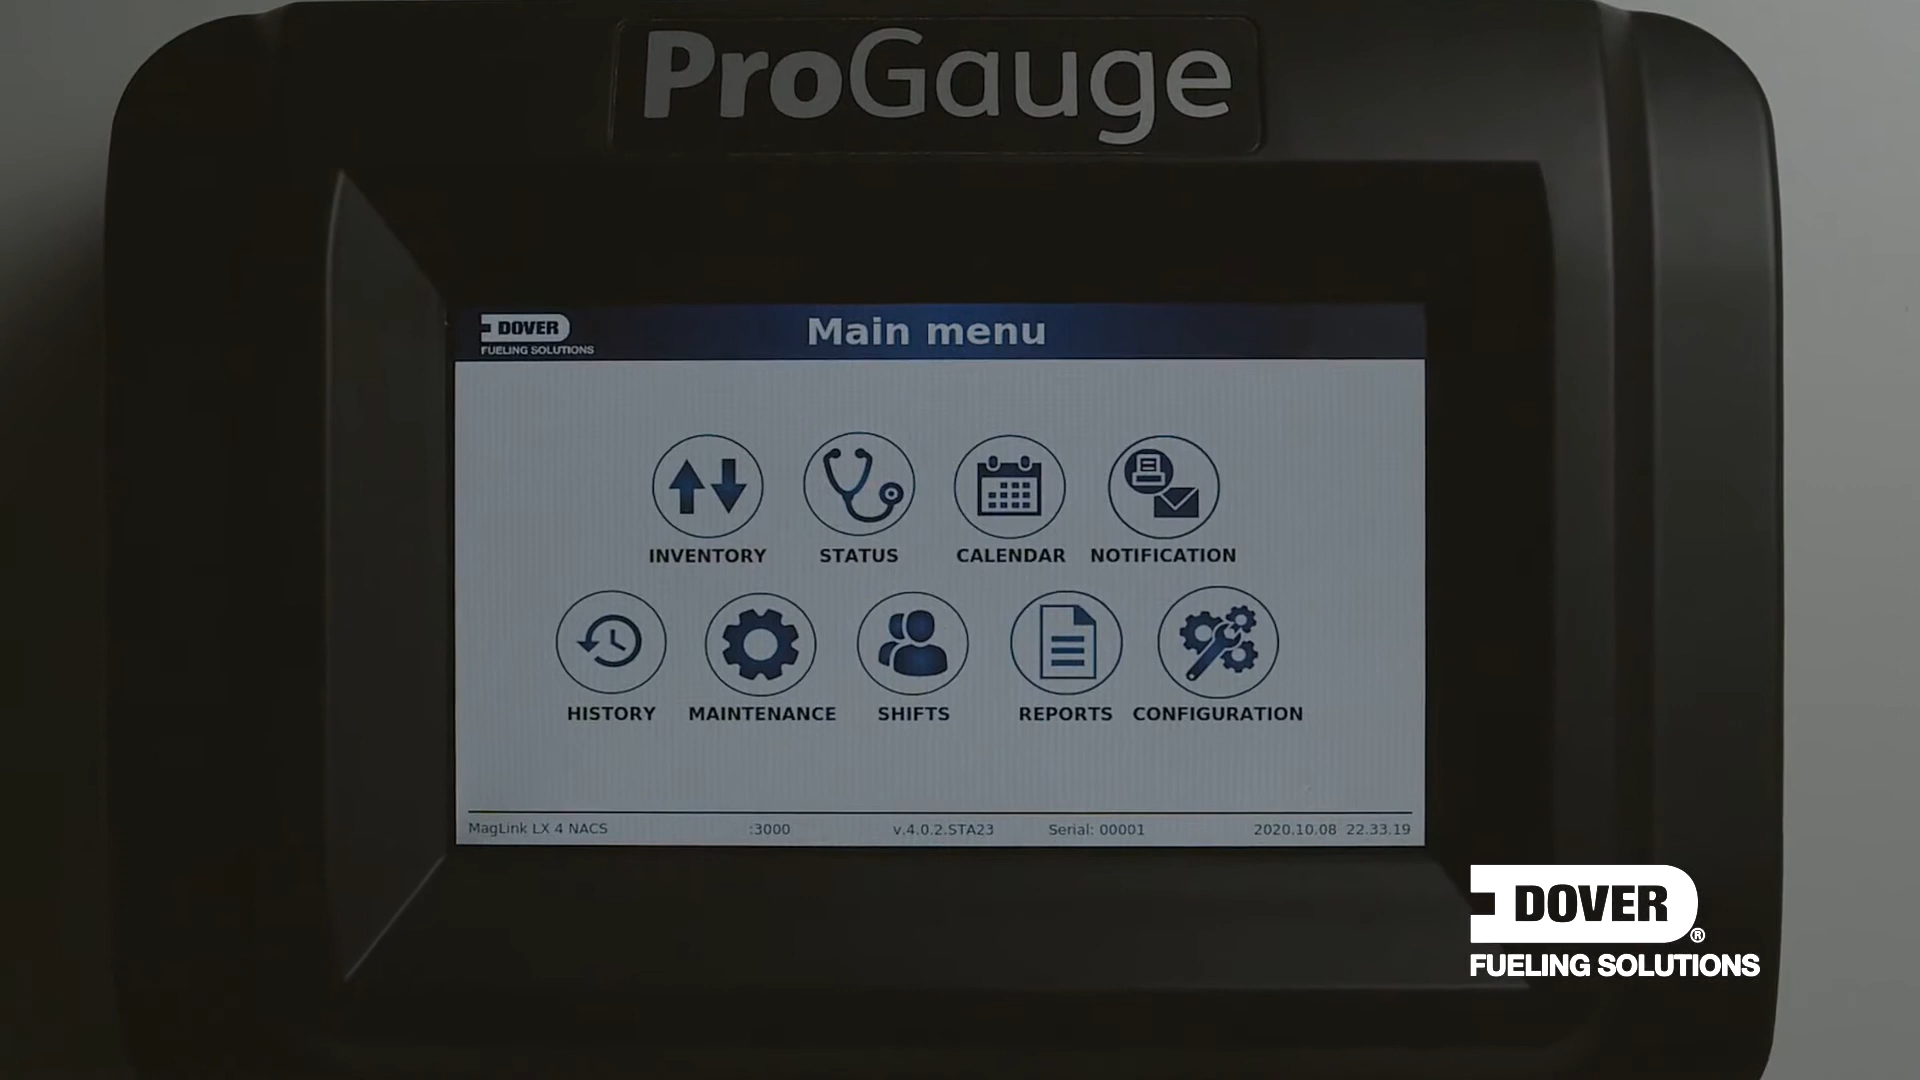 ProGauge
DOVER
FUELING SOLUTIONS
Main menu
INVENTORY STATUS CALENDAR NOTIFICATION
HISTORY MAINTENANCE SHIFTS REPORTS CONFIGURATION
MagLink LX 4 NACS :3000 v.4.0.2.STA23 Serial: 00001 2020.10.08 22.33.19
DOVER®
FUELING SOLUTIONS